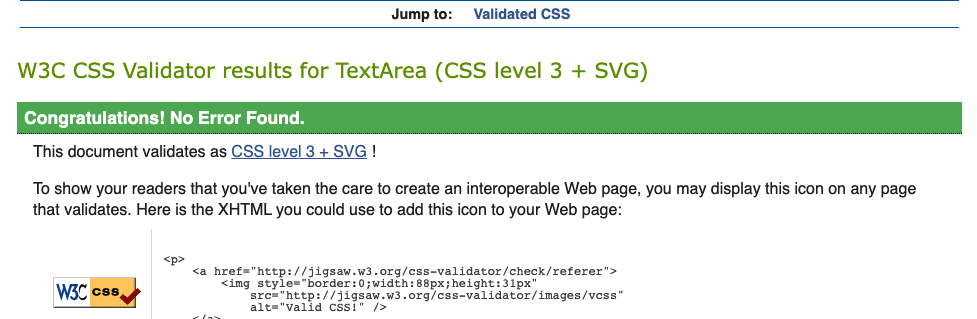 Jump to: Validated CSS
W3C CSS Validator results for TextArea (CSS level 3 + SVG)
Congratulations! No Error Found.
This document validates as CSS level 3 + SVG !
To show your readers that you've taken the care to create an interoperable Web page, you may display this icon on any page
that validates. Here is the XHTML you could use to add this icon to your Web page:
<p>
<a href="http://jigsaw.w3.org/css-validator/check/referer">
<img style="border:0;width:88px;height:31px"
W3C css
src="http://jigsaw.w3.org/css-validator/images/vcss"
alt="Valid CSS!" />
</a>